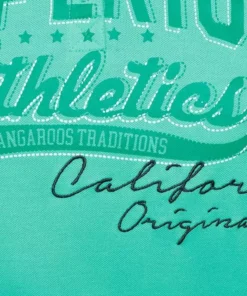 thletics
ANGAROOS TRADITIONS
Califor
Origina